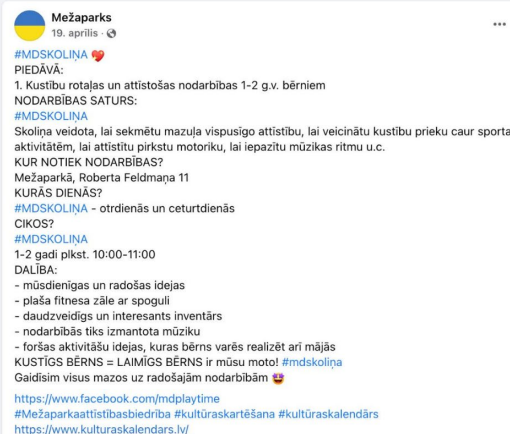 Mežaparks
19. aprīlis ·
#MDSKOLIŅA
PIEDĀVĀ:
1. Kustību rotaļas un attīstošas nodarbības 1-2 g.v. bērniem
NODARBĪBAS SATURS:
#MDSKOLIŅA
Skoliņa veidota, lai sekmētu mazuļa vispusīgo attīstību, lai veicinātu kustību prieku caur sporta
aktivitātēm, lai attīstītu pirkstu motoriku, lai iepazītu mūzikas ritmu u.c.
KUR NOTIEK NODARBĪBAS?
Mežaparkā, Roberta Feldmaņa 11
KURĀS DIENĀS?
#MDSKOLIŅA - otrdienās un ceturtdienās
CIKOS?
#MDSKOLIŅA
1-2 gadi plkst. 10:00-11:00
DALĪBA:
- mūsdienīgas un radošas idejas
- plaša fitnesa zāle ar spoguli
- daudzveidīgs un interesants inventārs
- nodarbībās tiks izmantota mūziku
- foršas aktivitāšu idejas, kuras bērns varēs realizēt arī mājās
KUSTĪGS BĒRNS = LAIMĪGS BĒRNS ir mūsu moto! #mdskoliņa
Gaidīsim visus mazos uz radošajām nodarbībām
https://www.facebook.com/mdplaytime
#Mežaparkaattīstībasbiedrība #kultūraskartēšana #kultūraskalendārs
https://www.kulturaskalendars.lv/